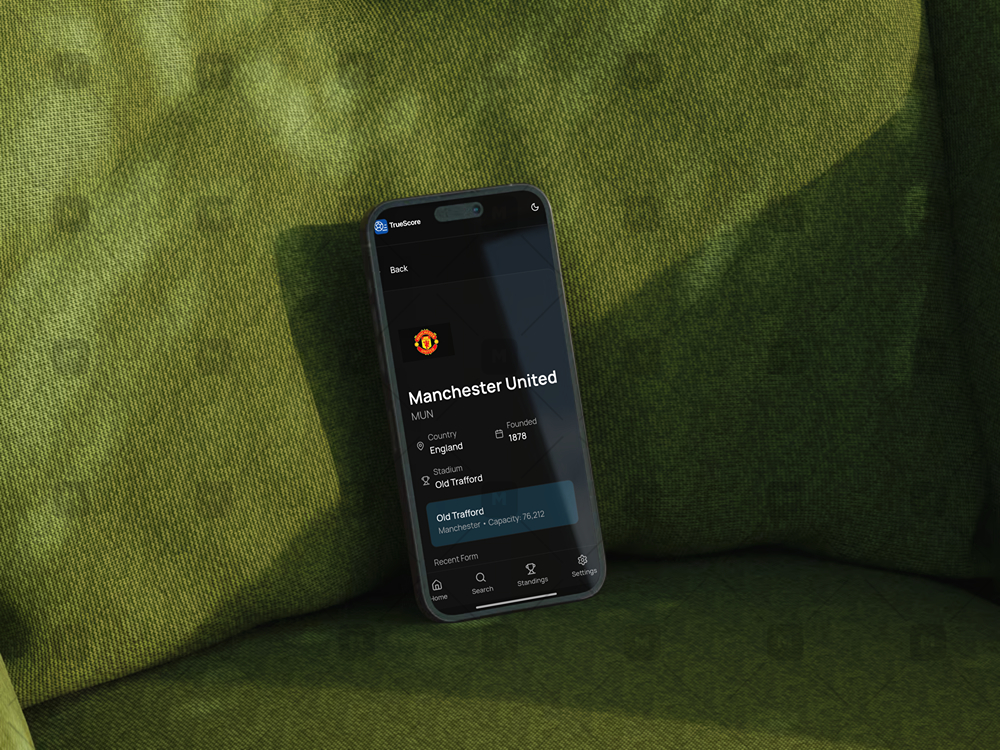 TrueScore
Back
Manchester United
MUN
Country
England
Founded
1878
Stadium
Old Trafford
Old Trafford
Manchester • Capacity: 76,212
Recent Form
Home
Search
Standings
Settings